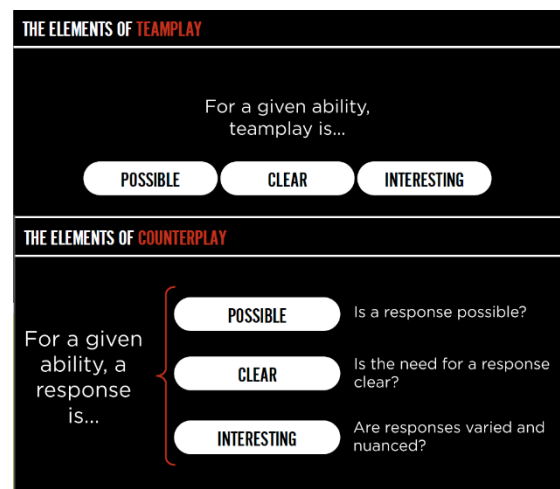 THE ELEMENTS OF TEAMPLAY
For a given ability,
teamplay is...
POSSIBLE
CLEAR
INTERESTING
THE ELEMENTS OF COUNTERPLAY
For a given
ability, a
response
is...
POSSIBLE
Is a response possible?
CLEAR
Is the need for a response
clear?
INTERESTING
Are responses varied and
nuanced?